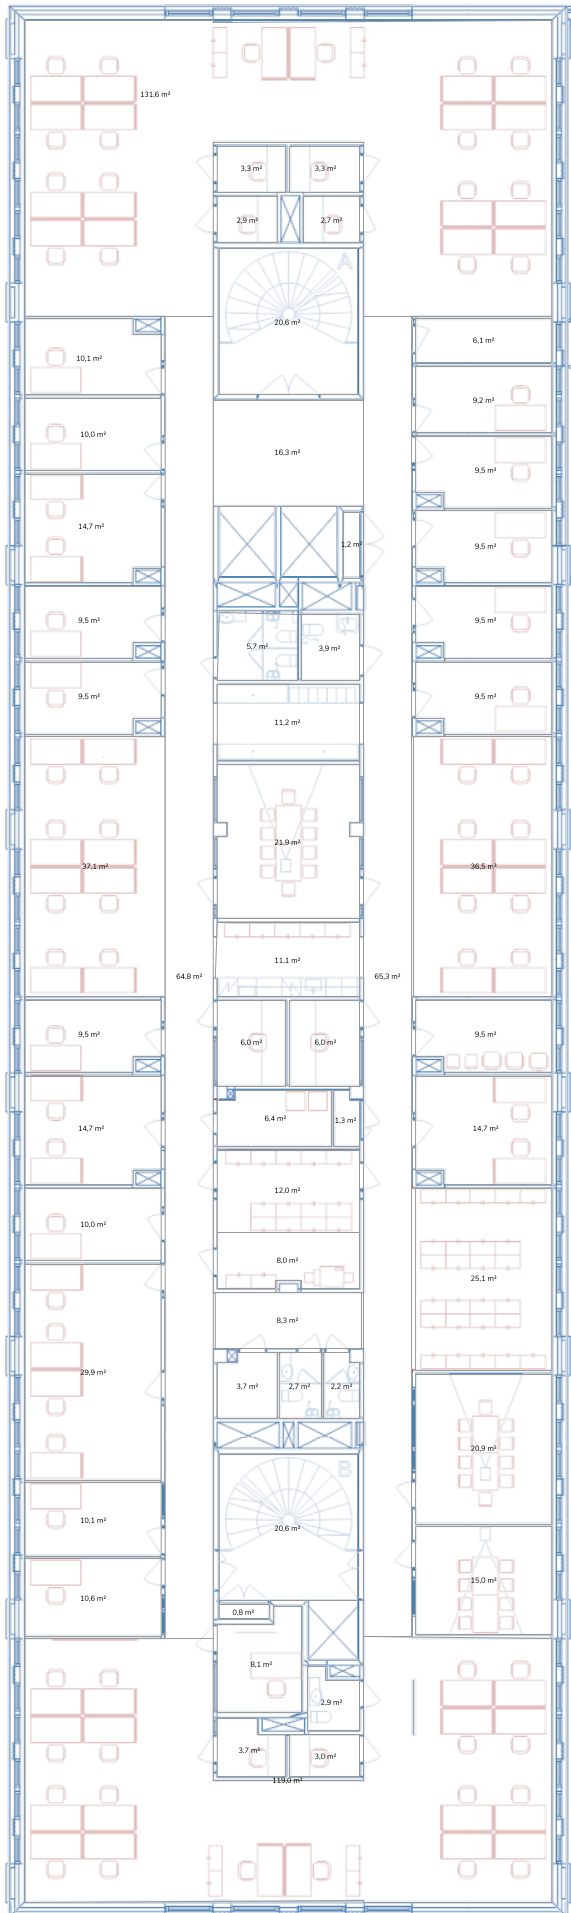 131,6 m²
3,3 m²
3,3 m²
2,9 m²
2,7 m²
A
20,6 m²
6,1 m²
10,1 m²
9,2 m²
10,0 m²
16,3 m²
9,5 m²
14,7 m²
1,2 m²
9,5 m²
9,5 m²
9,5 m²
5,7 m²
3,9 m²
9,5 m²
9,5 m²
11,2 m²
21,9 m²
37,1 m²
36,5 m²
11,1 m²
64,8 m²
65,3 m²
9,5 m²
6,0 m²
6,0 m²
9,5 m²
6,4 m²
1,3 m²
14,7 m²
14,7 m²
12,0 m²
10,0 m²
8,0 m²
25,1 m²
8,3 m²
29,9 m²
3,7 m²
2,7 m²
2,2 m²
20,9 m²
B
10,1 m²
20,6 m²
15,0 m²
10,6 m²
0,8 m²
8,1 m²
2,9 m²
3,7 m²
3,0 m²
119,0 m²